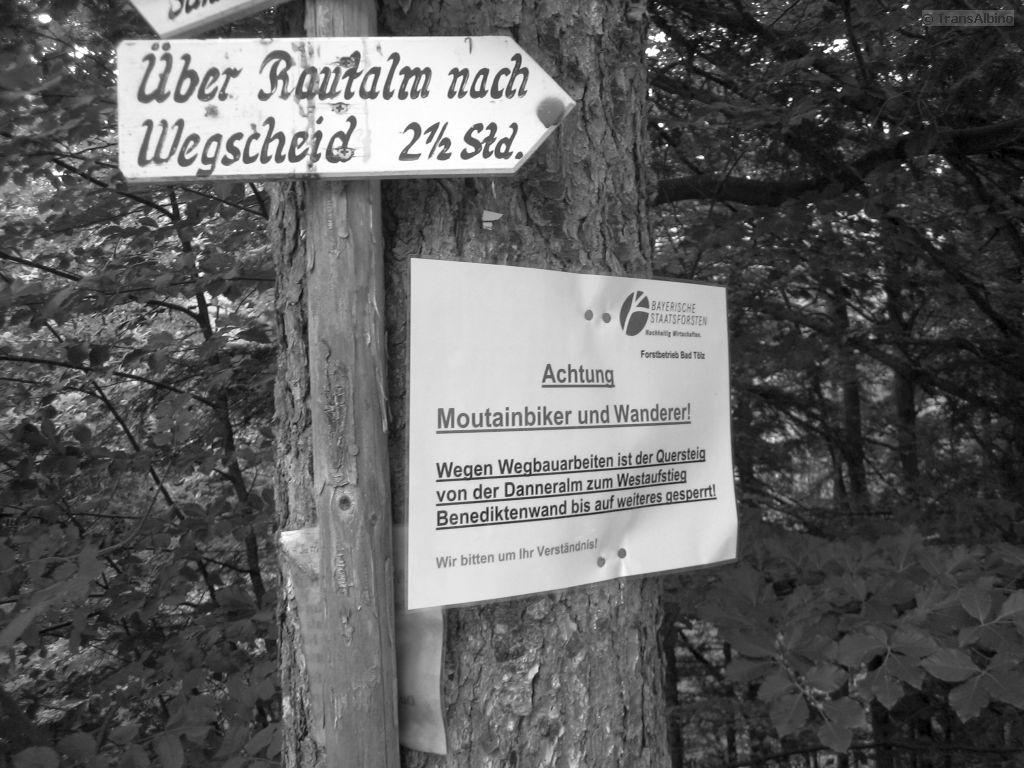 © TransAlbino
Über Rautalm nach
Wegscheid 2½ Std.
BAYERISCHE
STAATSFORSTEN
Nachhaltig Wirtschaften.
Forstbetrieb Bad Tölz
Achtung
Moutainbiker und Wanderer!
Wegen Wegbauarbeiten ist der Quersteig
von der Danneralm zum Westaufstieg
Benediktenwand bis auf weiteres gesperrt!
Wir bitten um Ihr Verständnis!